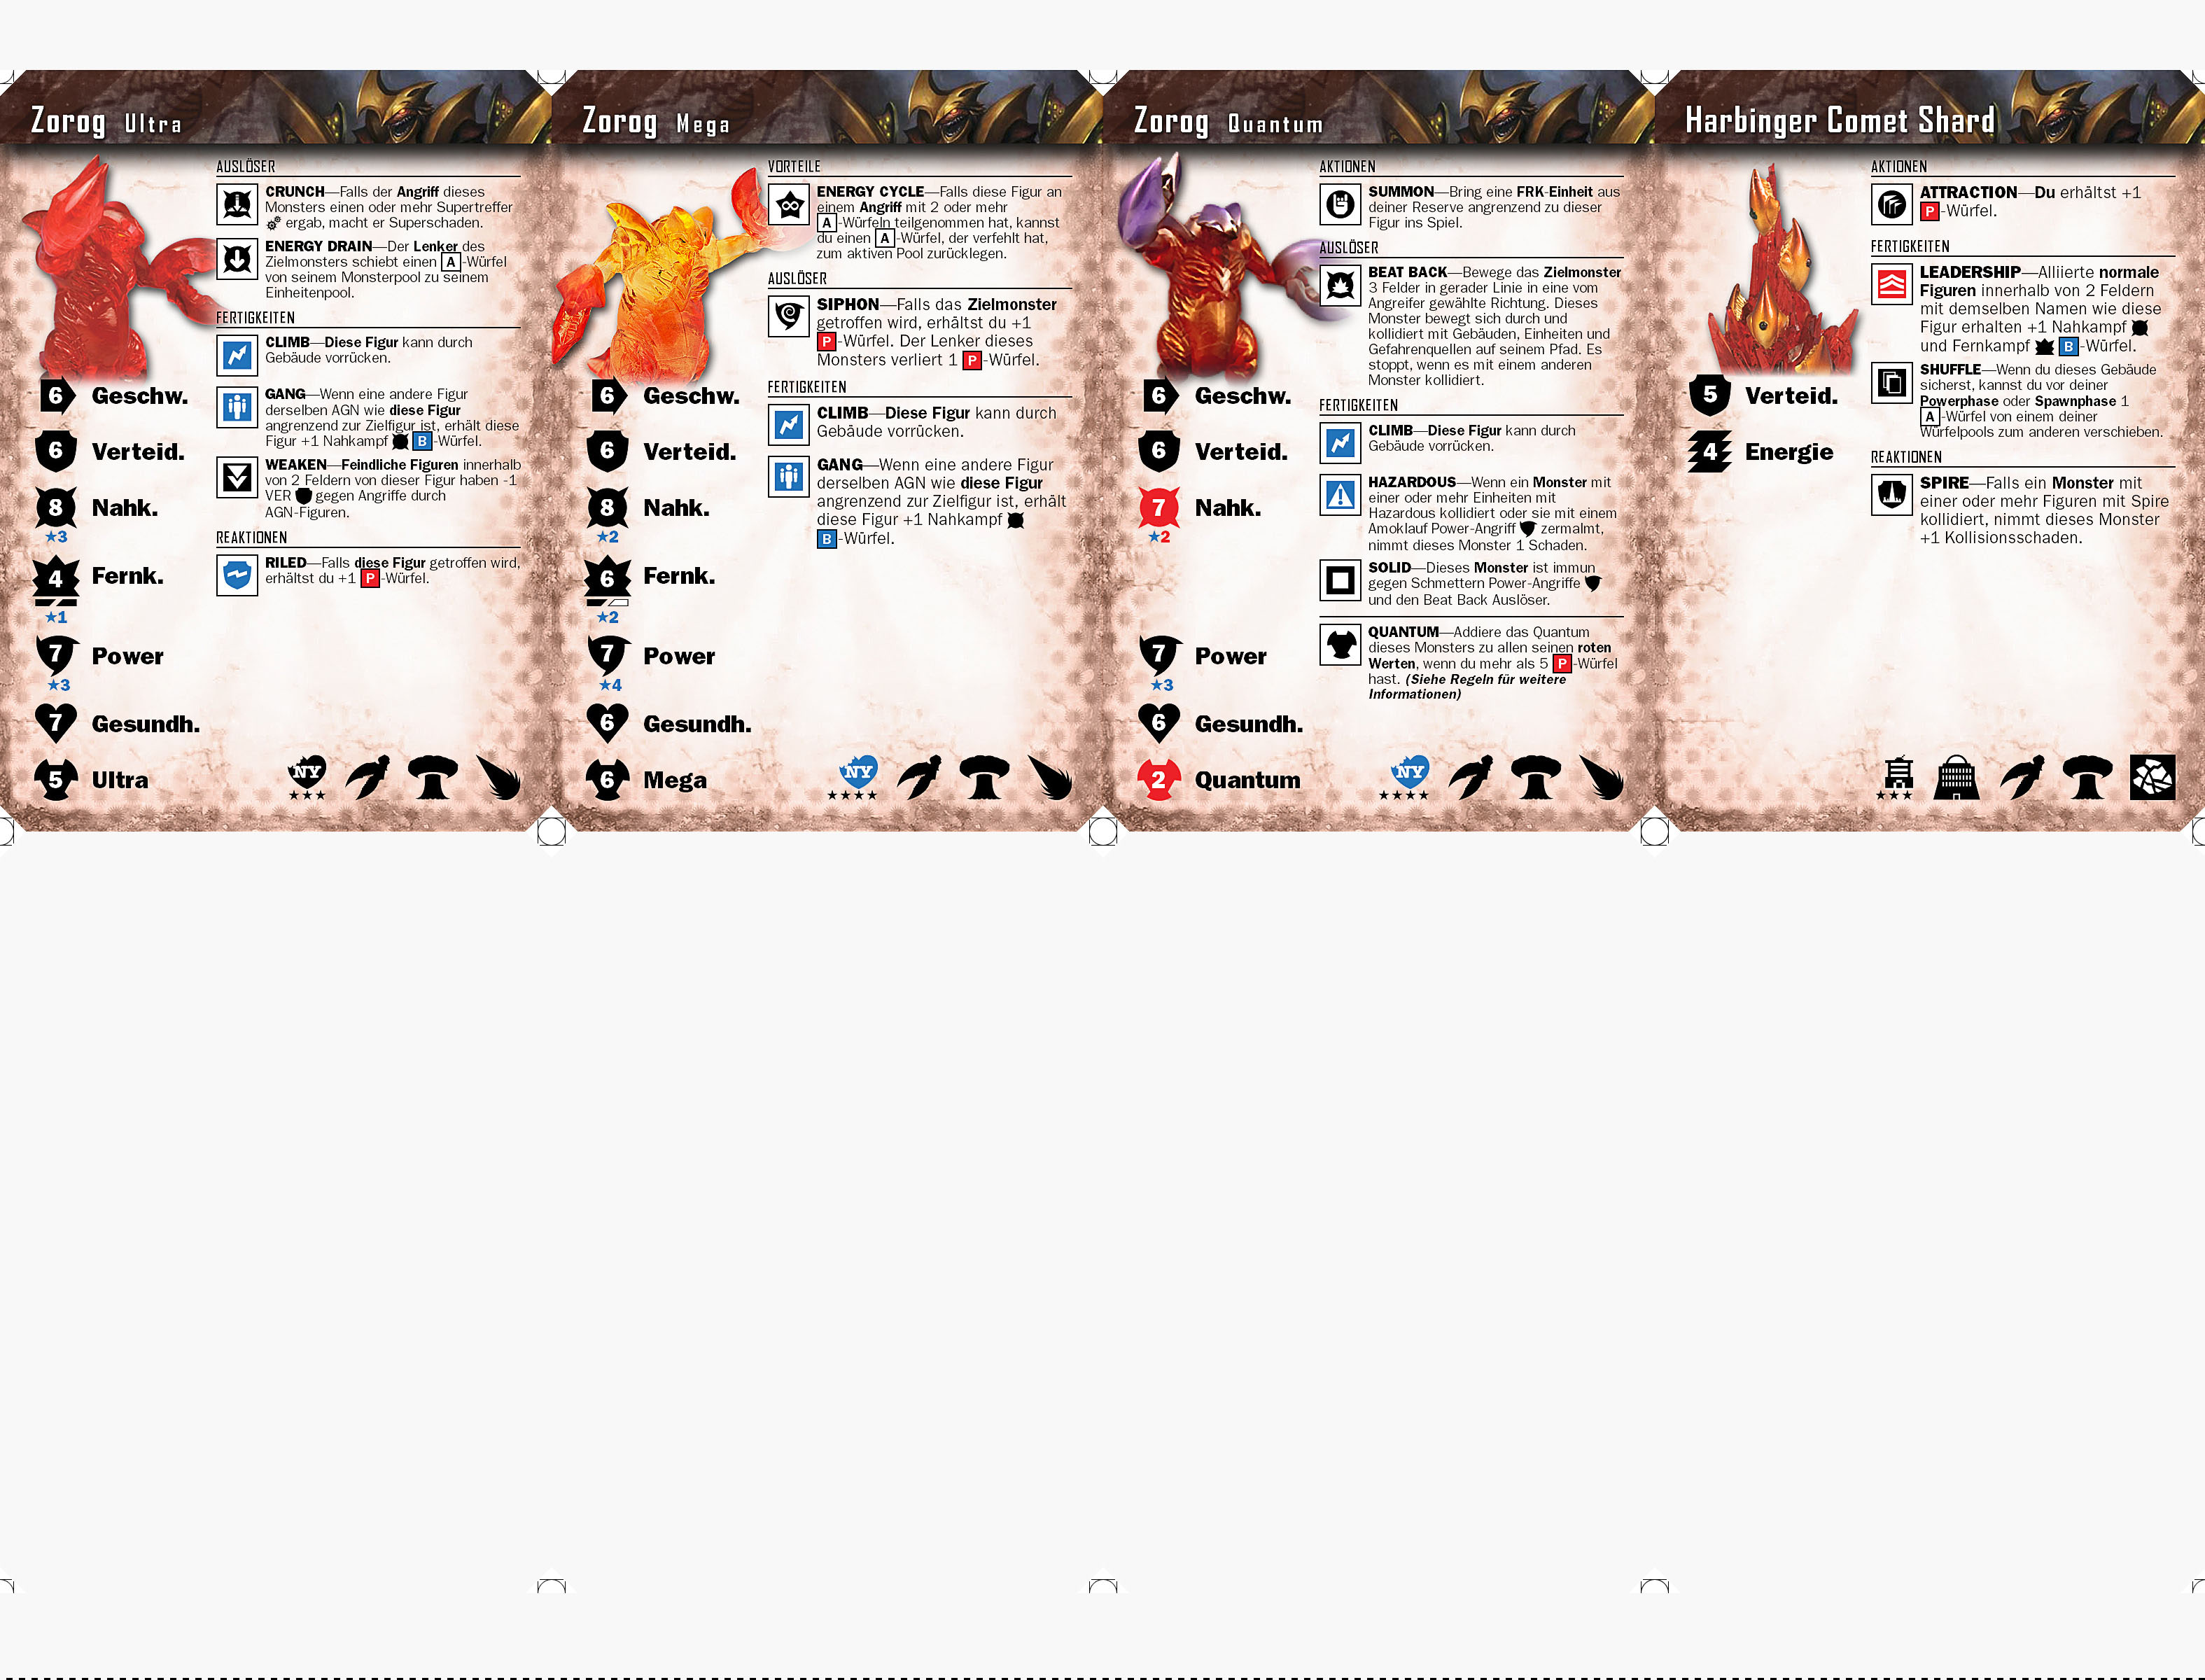 Zorog Ultra
AUSLÖSER
CRUNCH—Falls der Angriff dieses
Monsters einen oder mehr Supertreffer
ergab, macht er Superschaden.
ENERGY DRAIN—Der Lenker des
Zielmonsters schiebt einen A-Würfel
von seinem Monsterpool zu seinem
Einheitenpool.
FERTIGKEITEN
CLIMB—Diese Figur kann durch
Gebäude vorrücken.
GANG—Wenn eine andere Figur
derselben AGN wie diese Figur
angrenzend zur Zielfigur ist, erhält diese
Figur +1 Nahkampf B-Würfel.
WEAKEN—Feindliche Figuren innerhalb
von 2 Feldern von dieser Figur haben -1
VER gegen Angriffe durch
AGN-Figuren.
REAKTIONEN
RILED—Falls diese Figur getroffen wird,
erhältst du +1 P-Würfel.
6 Geschw.
6 Verteid.
8 Nahk.
★3
4 Fernk.
★1
7 Power
★3
7 Gesundh.
5 Ultra
NY
★★★
Zorog Mega
VORTEILE
ENERGY CYCLE—Falls diese Figur an
einem Angriff mit 2 oder mehr
A-Würfeln teilgenommen hat, kannst
du einen A-Würfel, der verfehlt hat,
zum aktiven Pool zurücklegen.
AUSLÖSER
SIPHON—Falls das Zielmonster
getroffen wird, erhältst du +1
P-Würfel. Der Lenker dieses
Monsters verliert 1 P-Würfel.
FERTIGKEITEN
CLIMB—Diese Figur kann durch
Gebäude vorrücken.
GANG—Wenn eine andere Figur
derselben AGN wie diese Figur
angrenzend zur Zielfigur ist, erhält
diese Figur +1 Nahkampf
B-Würfel.
6 Geschw.
6 Verteid.
8 Nahk.
★2
6 Fernk.
★2
7 Power
★4
6 Gesundh.
6 Mega
NY
★★★★
Zorog Quantum
AKTIONEN
SUMMON—Bring eine FRK-Einheit aus
deiner Reserve angrenzend zu dieser
Figur ins Spiel.
AUSLÖSER
BEAT BACK—Bewege das Zielmonster
3 Felder in gerader Linie in eine vom
Angreifer gewählte Richtung. Dieses
Monster bewegt sich durch und
kollidiert mit Gebäuden, Einheiten und
Gefahrenquellen auf seinem Pfad. Es
stoppt, wenn es mit einem anderen
Monster kollidiert.
FERTIGKEITEN
CLIMB—Diese Figur kann durch
Gebäude vorrücken.
HAZARDOUS—Wenn ein Monster mit
einer oder mehr Einheiten mit
Hazardous kollidiert oder sie mit einem
Amoklauf Power-Angriff zermalmt,
nimmt dieses Monster 1 Schaden.
SOLID—Dieses Monster ist immun
gegen Schmettern Power-Angriffe
und den Beat Back Auslöser.
QUANTUM—Addiere das Quantum
dieses Monsters zu allen seinen roten
Werten, wenn du mehr als 5 P-Würfel
hast. (Siehe Regeln für weitere
Informationen)
6 Geschw.
6 Verteid.
7 Nahk.
★2
7 Power
★3
6 Gesundh.
2 Quantum
NY
★★★★
Harbinger Comet Shard
AKTIONEN
ATTRACTION—Du erhältst +1
P-Würfel.
FERTIGKEITEN
LEADERSHIP—Alliierte normale
Figuren innerhalb von 2 Feldern
mit demselben Namen wie diese
Figur erhalten +1 Nahkampf
und Fernkampf B-Würfel.
SHUFFLE—Wenn du dieses Gebäude
sicherst, kannst du vor deiner
Powerphase oder Spawnphase 1
A-Würfel von einem deiner
Würfelpools zum anderen verschieben.
REAKTIONEN
SPIRE—Falls ein Monster mit
einer oder mehr Figuren mit Spire
kollidiert, nimmt dieses Monster
+1 Kollisionsschaden.
5 Verteid.
4 Energie
★★★